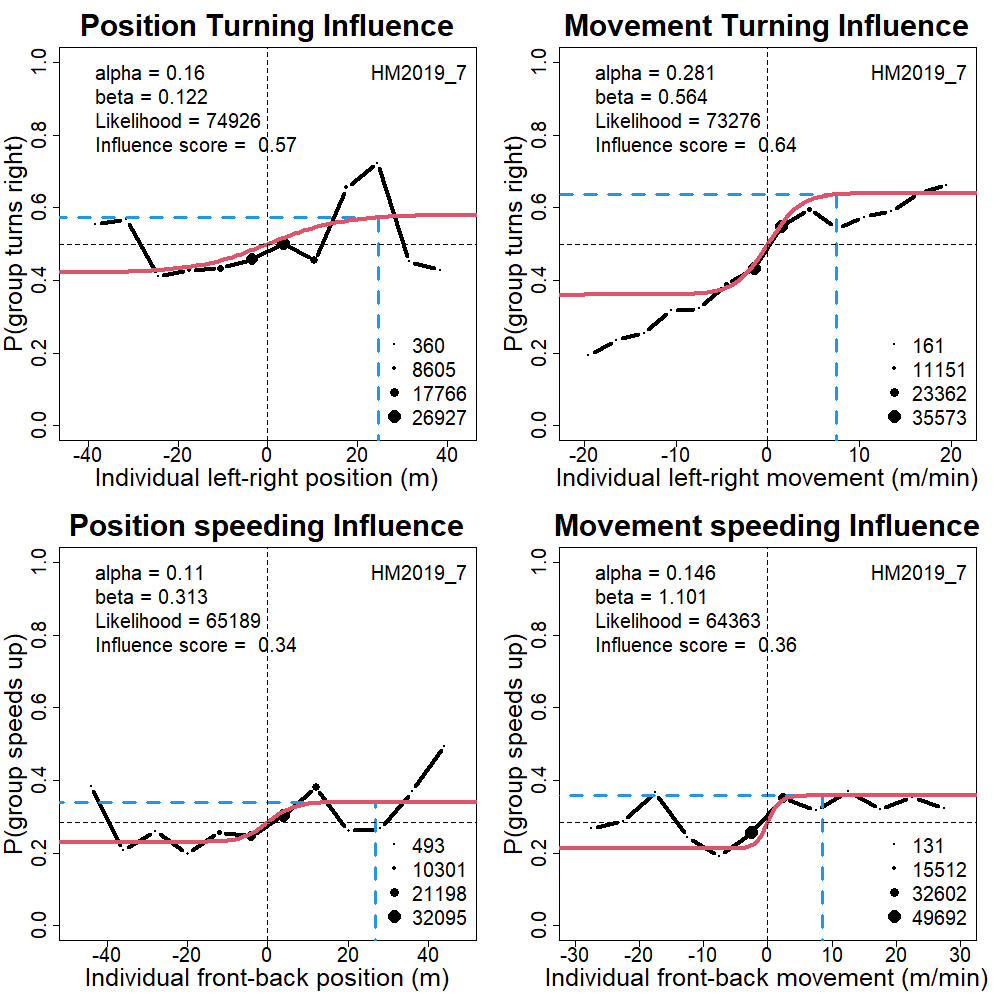 Position Turning Influence
alpha = 0.16
HM2019_7
beta = 0.122
Likelihood = 74926
Influence score = 0.57
P(group turns right)
1.0
0.8
0.6
0.4
0.2
0.0
360
8605
17766
26927
-40 -20 0 20 40
Individual left-right position (m)
Movement Turning Influence
alpha = 0.281
HM2019_7
beta = 0.564
Likelihood = 73276
Influence score = 0.64
P(group turns right)
1.0
0.8
0.6
0.4
0.2
0.0
161
11151
23362
35573
-20 -10 0 10 20
Individual left-right movement (m/min)
Position speeding Influence
alpha = 0.11
HM2019_7
beta = 0.313
Likelihood = 65189
Influence score = 0.34
P(group speeds up)
1.0
0.8
0.6
0.4
0.2
0.0
493
10301
21198
32095
-40 -20 0 20 40
Individual front-back position (m)
Movement speeding Influence
alpha = 0.146
HM2019_7
beta = 1.101
Likelihood = 64363
Influence score = 0.36
P(group speeds up)
1.0
0.8
0.6
0.4
0.2
0.0
131
15512
32602
49692
-30 -20 -10 0 10 20 30
Individual front-back movement (m/min)